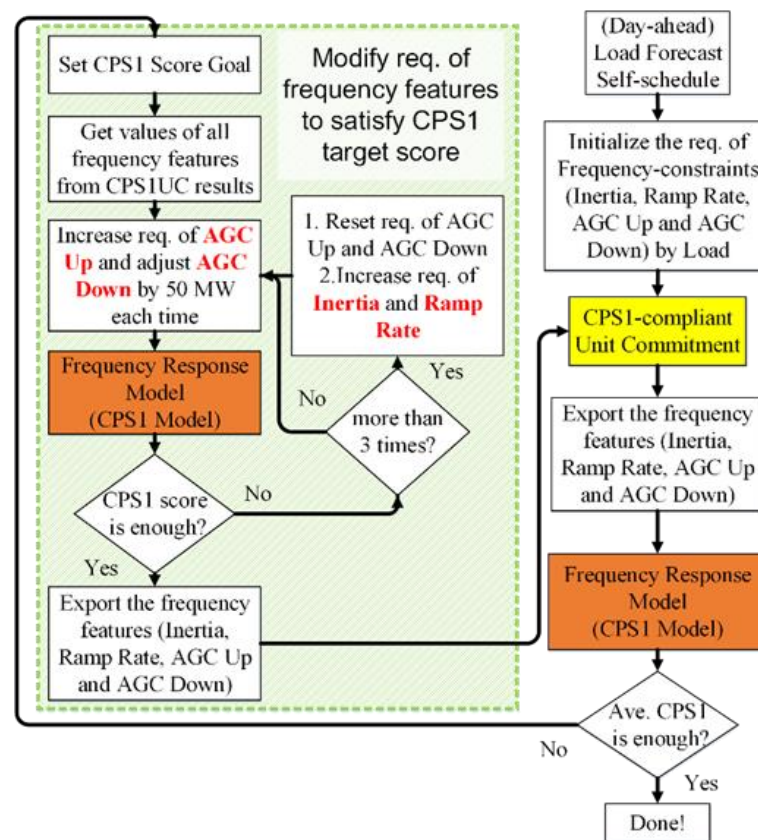 Set CPS1 Score Goal
Get values of all
frequency features
from CPS1UC results
Increase req. of AGC
Up and adjust AGC
Down by 50 MW
each time
Frequency Response
Model
(CPS1 Model)
CPS1 score
is enough?
No
Yes
Export the frequency
features (Inertia,
Ramp Rate, AGC Up
and AGC Down)
Modify req. of
frequency features
to satisfy CPS1
target score
1. Reset req. of AGC
Up and AGC Down
2.Increase req. of
Inertia and Ramp
Rate
Yes
No
more than
3 times?
(Day-ahead)
Load Forecast
Self-schedule
Initialize the req. of
Frequency-constraints
(Inertia, Ramp Rate,
AGC Up and AGC
Down) by Load
CPS1-compliant
Unit Commitment
Export the frequency
features (Inertia,
Ramp Rate, AGC Up
and AGC Down)
Frequency Response
Model
(CPS1 Model)
Ave. CPS1
is enough?
No
Yes
Done!